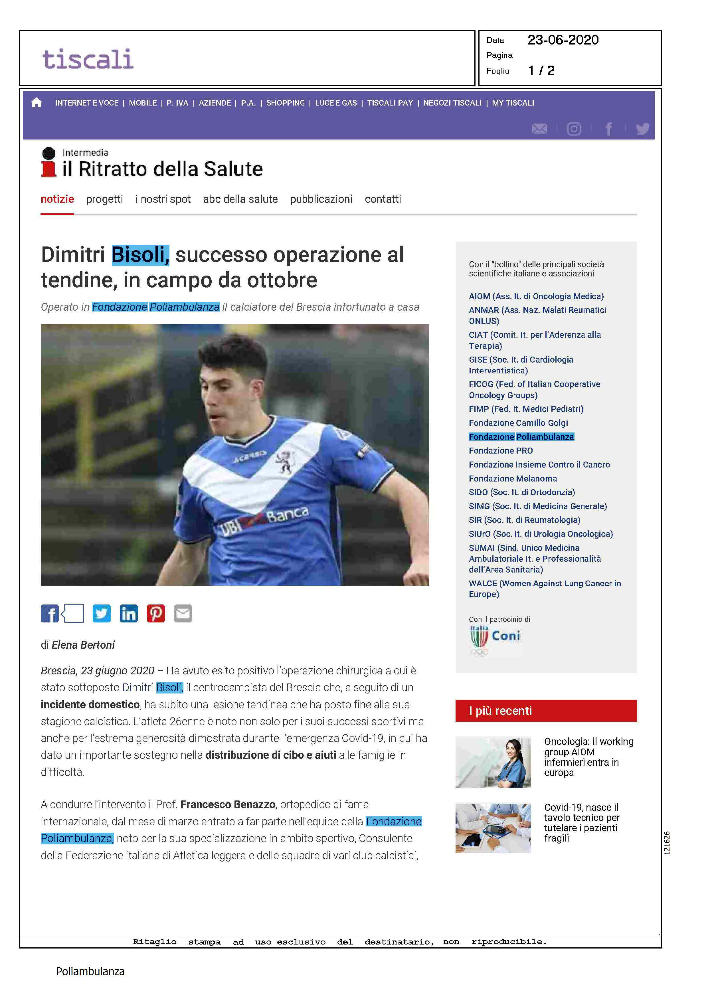 tiscali
Data 23-06-2020
Pagina
Foglio 1 / 2
INTERNET E VOCE | MOBILE | P. IVA | AZIENDE | P.A. | SHOPPING | LUCE E GAS | TISCALI PAY | NEGOZI TISCALI | MY TISCALI
Intermedia
il Ritratto della Salute
notizie progetti i nostri spot abc della salute pubblicazioni contatti
Dimitri Bisoli, successo operazione al
tendine, in campo da ottobre
Operato in Fondazione Poliambulanza il calciatore del Brescia infortunato a casa
ACERBIS
UBI Banca
di Elena Bertoni
Brescia, 23 giugno 2020 – Ha avuto esito positivo l'operazione chirurgica a cui è
stato sottoposto Dimitri Bisoli, il centrocampista del Brescia che, a seguito di un
incidente domestico, ha subito una lesione tendinea che ha posto fine alla sua
stagione calcistica. L'atleta 26enne è noto non solo per i suoi successi sportivi ma
anche per l'estrema generosità dimostrata durante l'emergenza Covid-19, in cui ha
dato un importante sostegno nella distribuzione di cibo e aiuti alle famiglie in
difficoltà.
A condurre l'intervento il Prof. Francesco Benazzo, ortopedico di fama
internazionale, dal mese di marzo entrato a far parte nell'equipe della Fondazione
Poliambulanza, noto per la sua specializzazione in ambito sportivo, Consulente
della Federazione italiana di Atletica leggera e delle squadre di vari club calcistici,
Con il "bollino" delle principali società
scientifiche italiane e associazioni
AIOM (Ass. It. di Oncologia Medica)
ANMAR (Ass. Naz. Malati Reumatici
ONLUS)
CIAT (Comit. It. per l'Aderenza alla
Terapia)
GISE (Soc. It. di Cardiologia
Interventistica)
FICOG (Fed. of Italian Cooperative
Oncology Groups)
FIMP (Fed. It. Medici Pediatri)
Fondazione Camillo Golgi
Fondazione Poliambulanza
Fondazione PRO
Fondazione Insieme Contro il Cancro
Fondazione Melanoma
SIDO (Soc. It. di Ortodonzia)
SIMG (Soc. It. di Medicina Generale)
SIR (Soc. It. di Reumatologia)
SIUrO (Soc. It. di Urologia Oncologica)
SUMAI (Sind. Unico Medicina
Ambulatoriale It. e Professionalità
dell'Area Sanitaria)
WALCE (Women Against Lung Cancer in
Europe)
Con il patrocinio di
Italia
Coni
I più recenti
Oncologia: il working
group AIOM
infermieri entra in
europa
Covid-19, nasce il
tavolo tecnico per
tutelare i pazienti
fragili
121626
Ritaglio stampa ad uso esclusivo del destinatario, non riproducibile.
Poliambulanza